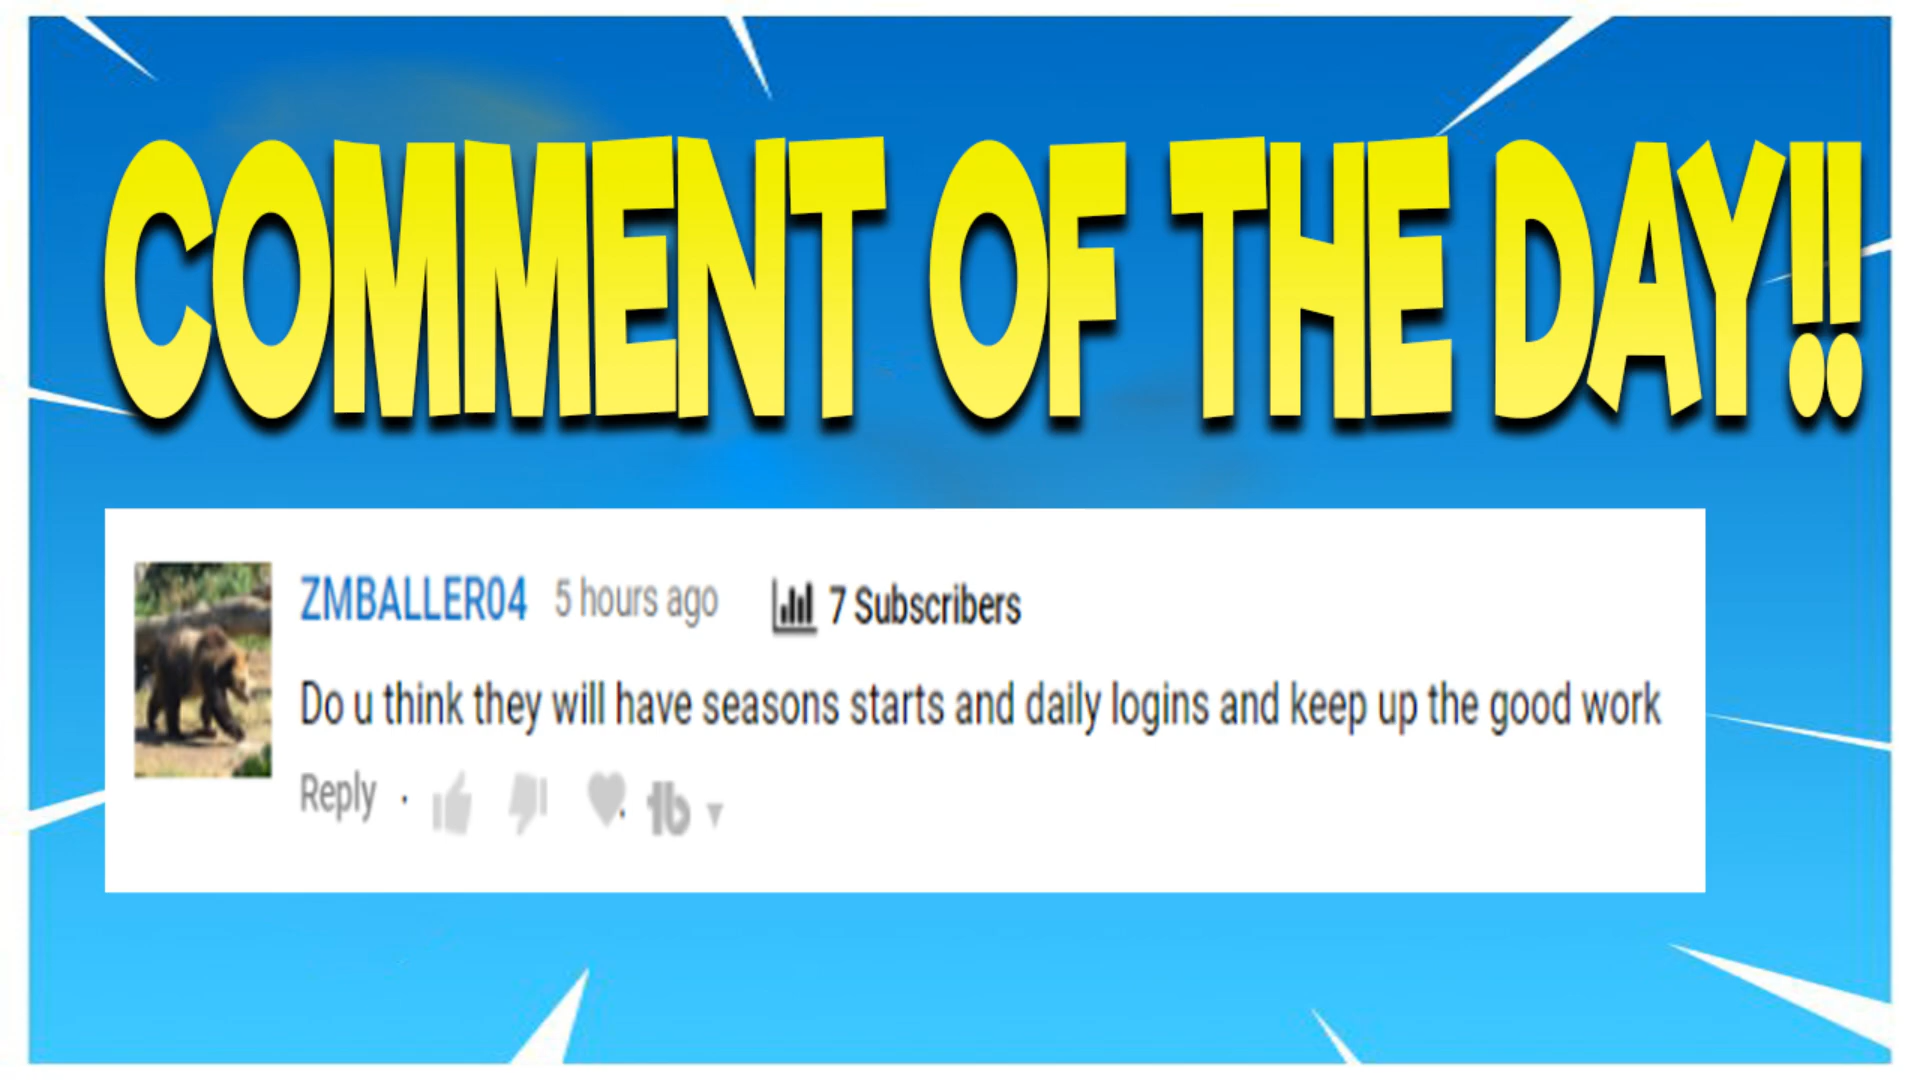 COMMENT OF THE DAY!!
ZMBALLER04 5 hours ago 7 Subscribers
Do u think they will have seasons starts and daily logins and keep up the good work
Reply · tb